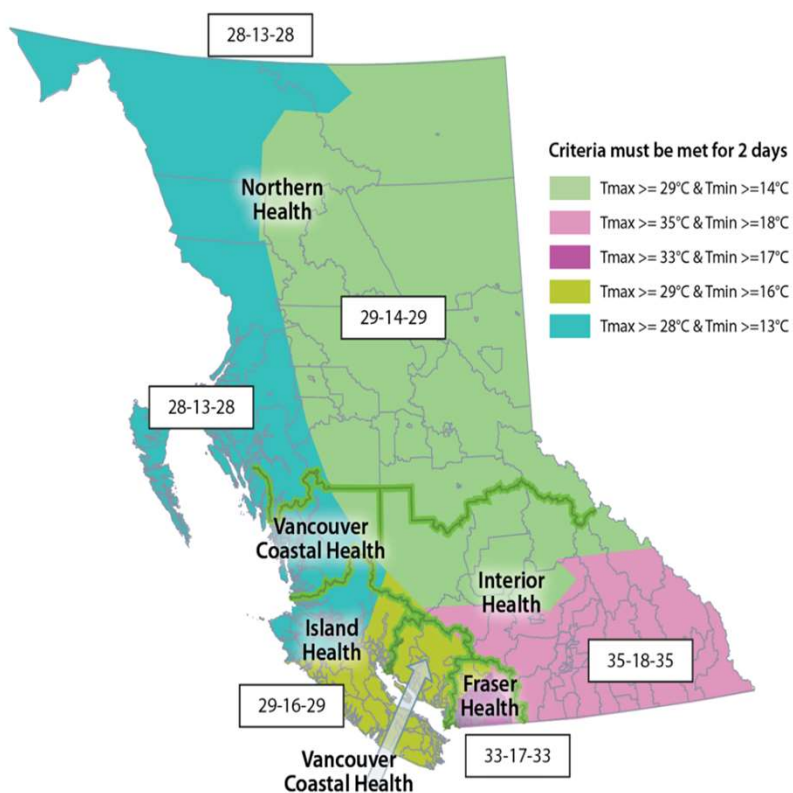 28-13-28
Criteria must be met for 2 days
Tmax >= 29°C & Tmin >=14°C
Tmax >= 35°C & Tmin >=18°C
Tmax >= 33°C & Tmin >=17°C
Tmax >= 29°C & Tmin >=16°C
Tmax >= 28°C & Tmin >=13°C
Northern
Health
29-14-29
28-13-28
Vancouver
Coastal Health
Interior
Health
Island
Health
35-18-35
Fraser
Health
29-16-29
33-17-33
Vancouver
Coastal Health